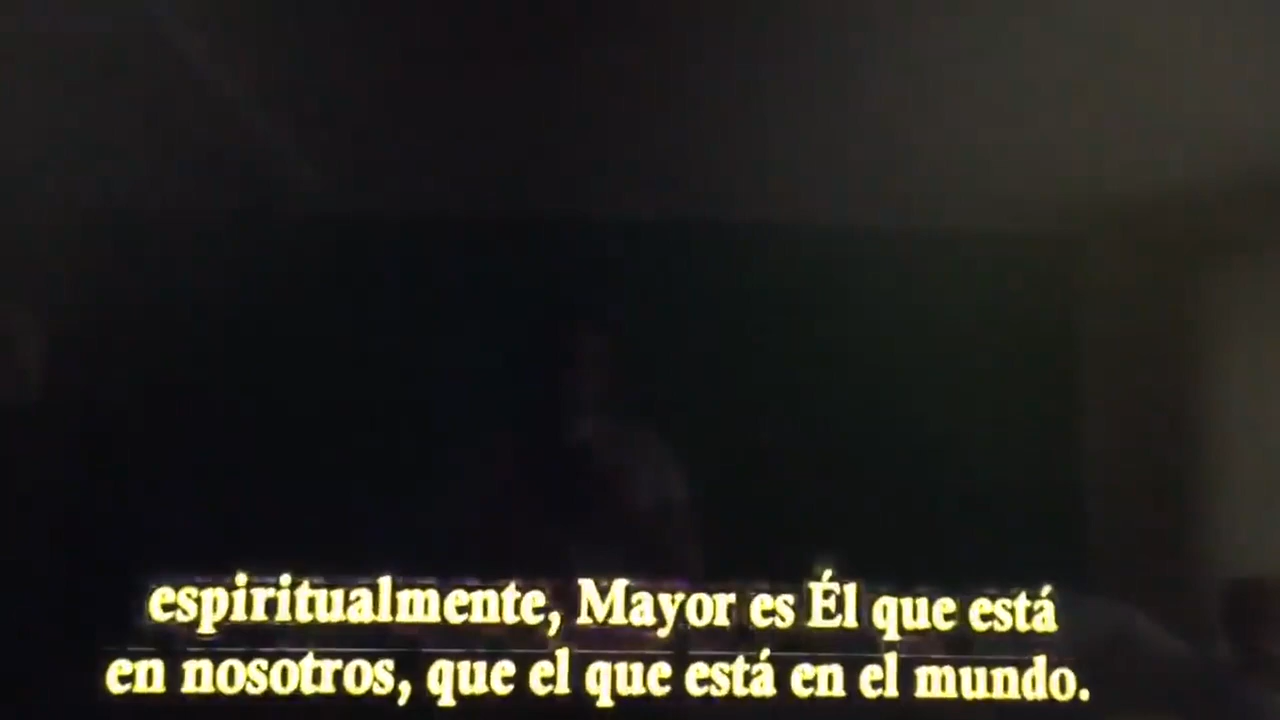 espiritualmente, Mayor es Él que está
en nosotros, que el que está en el mundo.